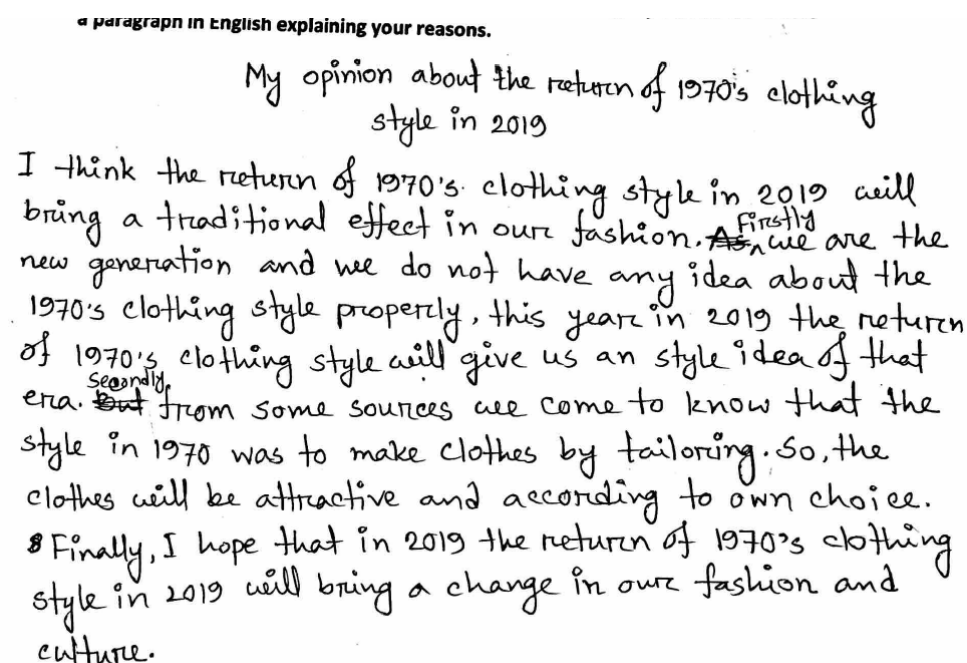 a paragraph in English explaining your reasons.
My opinion about the return of 1970's clothing
style in 2019
I think the return of 1970's clothing style in 2019 will
bring a traditional effect in our fashion. As Firstly we are the
new generation and we do not have any idea about the
1970's clothing style properly, this year in 2019 the return
of 1970's clothing style will give us an style idea of that
era. But Secondly, from some sources we come to know that the
style in 1970 was to make clothes by tailoring. So, the
clothes will be attractive and according to own choice.
Finally, I hope that in 2019 the return of 1970's clothing
style in 2019 will bring a change in our fashion and
culture.